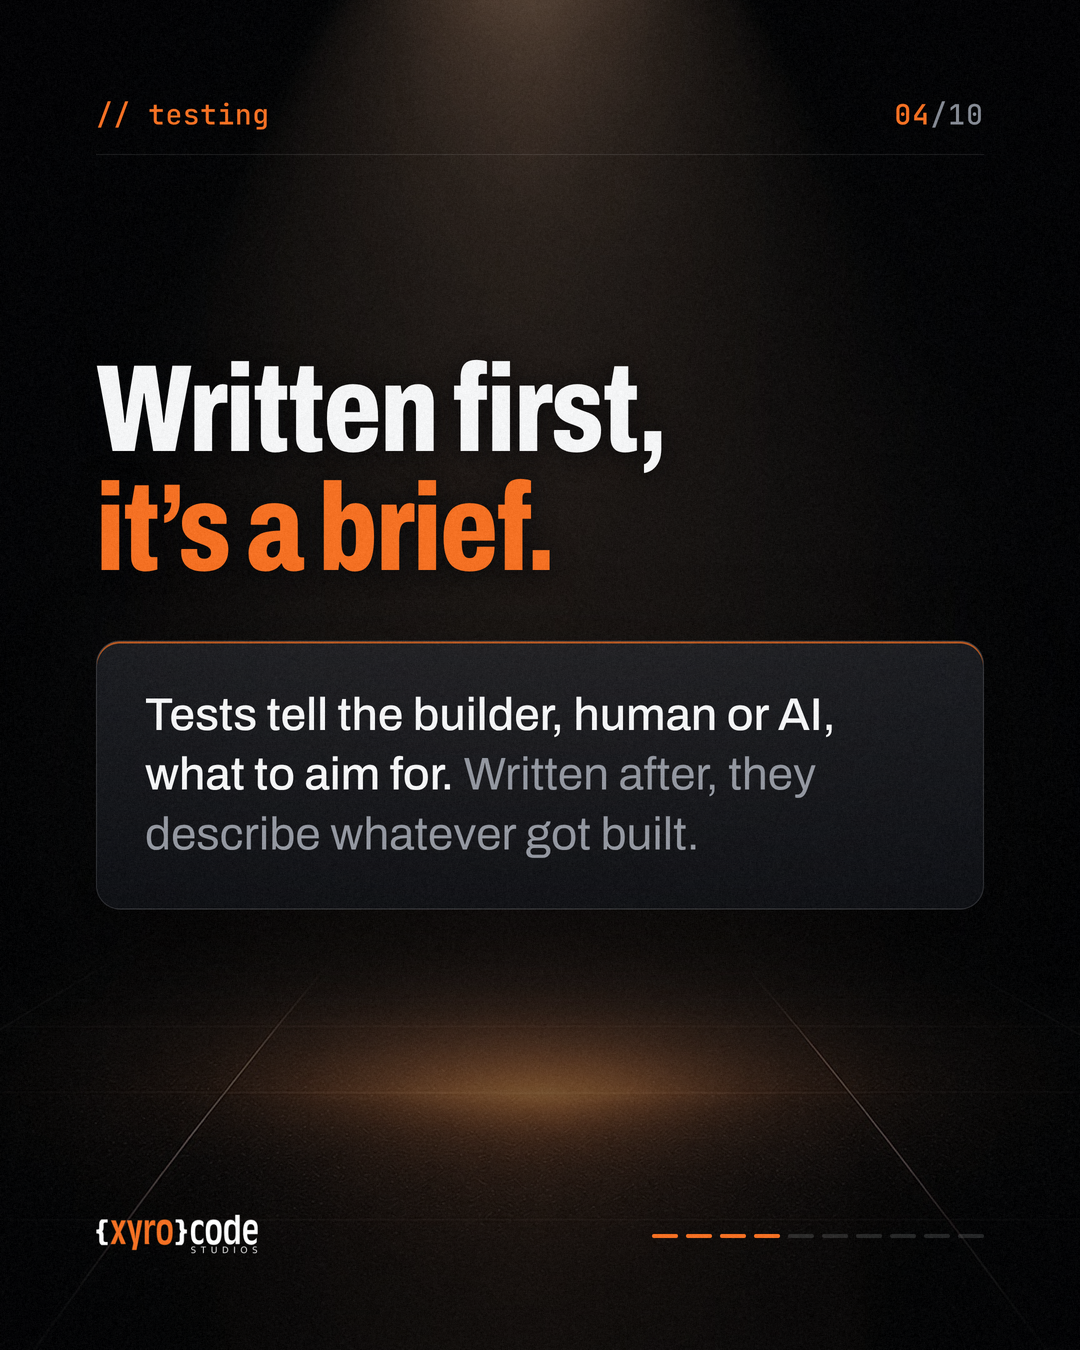 // testing
04/10
Written first,
it’s a brief.
Tests tell the builder, human or AI,
what to aim for. Written after, they
describe whatever got built.
{xyro}code
STUDIOS